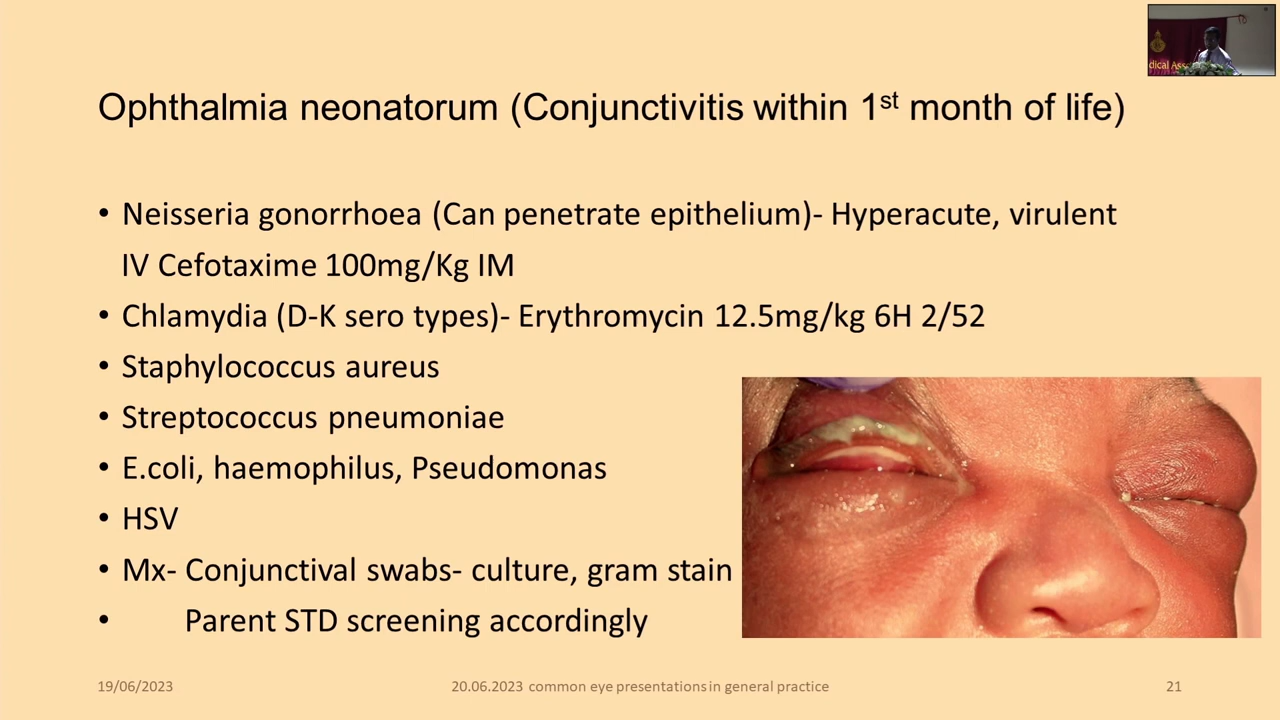 Ophthalmia neonatorum (Conjunctivitis within 1st month of life)
• Neisseria gonorrhoea (Can penetrate epithelium)- Hyperacute, virulent
IV Cefotaxime 100mg/Kg IM
• Chlamydia (D-K sero types)- Erythromycin 12.5mg/kg 6H 2/52
• Staphylococcus aureus
• Streptococcus pneumoniae
• E.coli, haemophilus, Pseudomonas
• HSV
• Mx- Conjunctival swabs- culture, gram stain
• Parent STD screening accordingly
19/06/2023
20.06.2023 common eye presentations in general practice
21
dical Ass